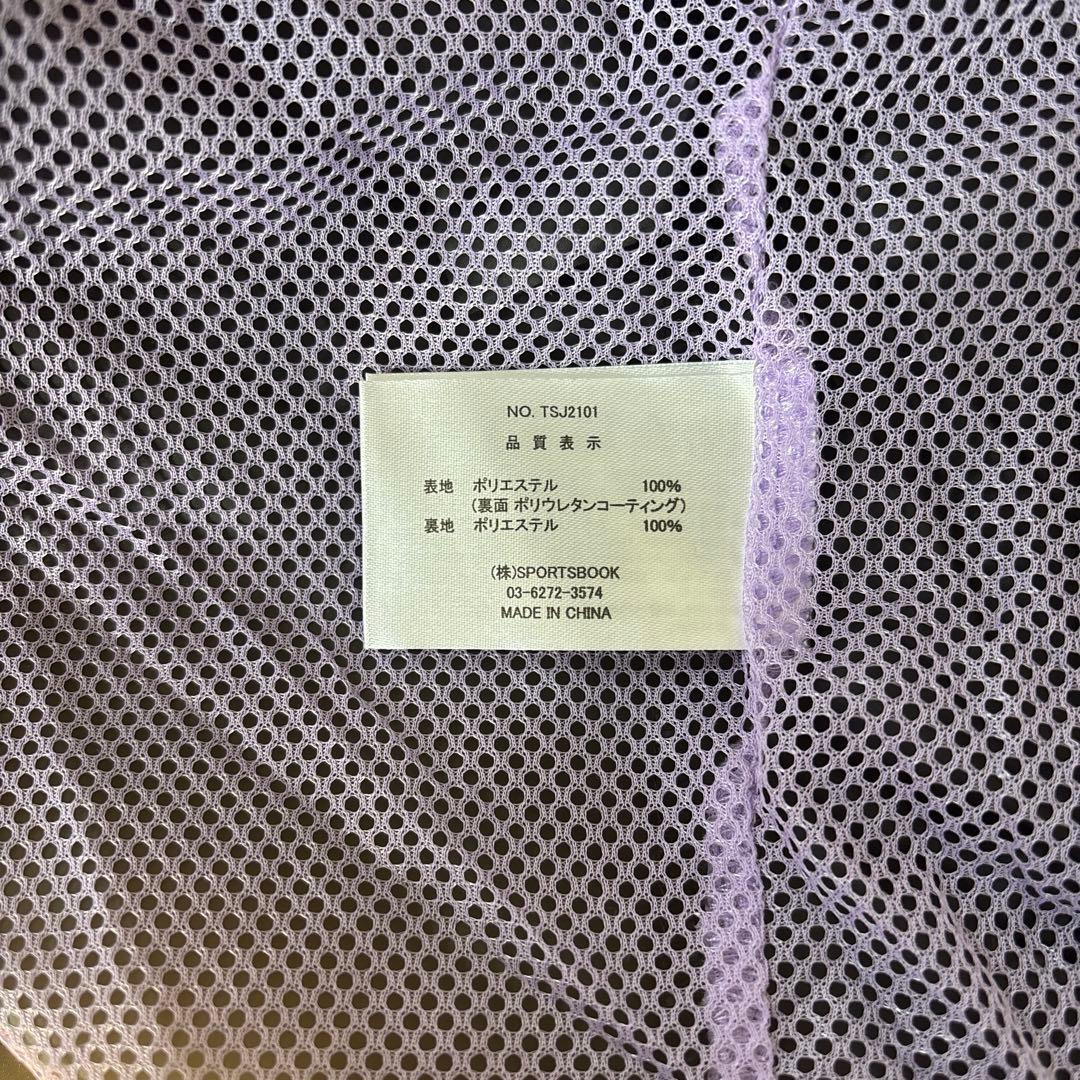 NO. TSJ2101
品質表示
表地 ポリエステル 100%
(裏面 ポリウレタンコーティング)
裏地 ポリエステル 100%
(株)SPORTSBOOK
03-6272-3574
MADE IN CHINA